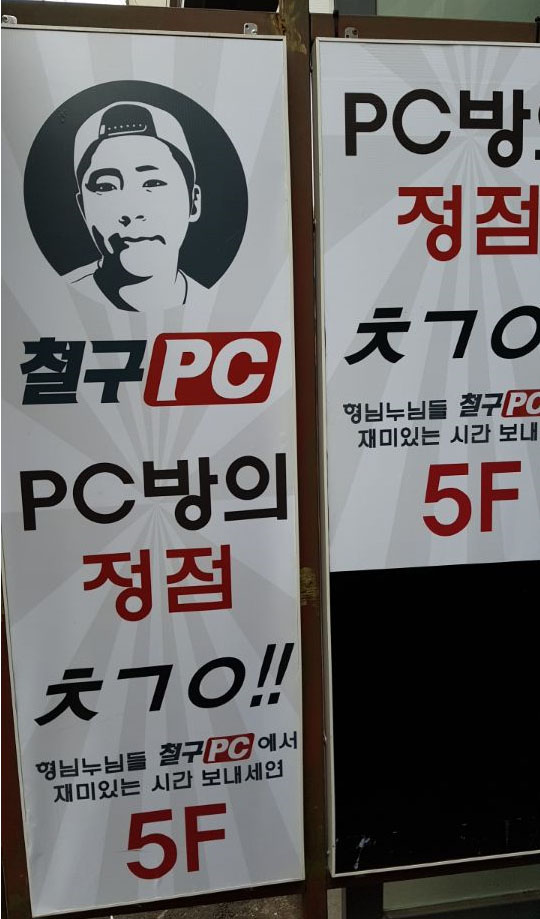 철구PC
PC방의
정점
ㅊㄱㅇ!!
형님누님들 철구PC에서
재미있는 시간 보내세연
5F
PC방
정점
ㅊㄱㅇ
형님누님들 철구PC
재미있는 시간 보내
5F